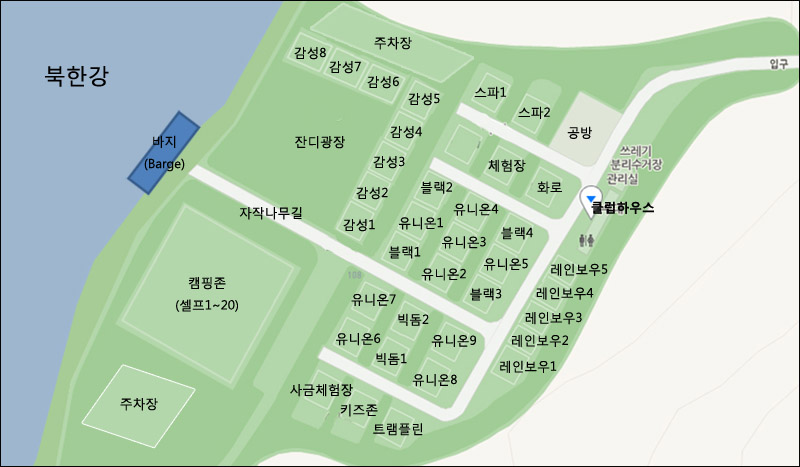 북한강
주차장
감성8
감성7
감성6
감성5
감성4
감성3
감성2
감성1
잔디광장
바지
(Barge)
자작나무길
스파1
스파2
공방
입구
쓰레기
분리수거장
관리실
클럽하우스
체험장
화로
블랙2
유니온4
유니온1
블랙4
유니온3
블랙1
유니온5
유니온2
블랙3
레인보우5
레인보우4
레인보우3
레인보우2
레인보우1
캠핑존
(셀프1~20)
188
유니온7
빅돔2
유니온6
유니온9
빅돔1
유니온8
사금체험장
키즈존
트램플린
주차장